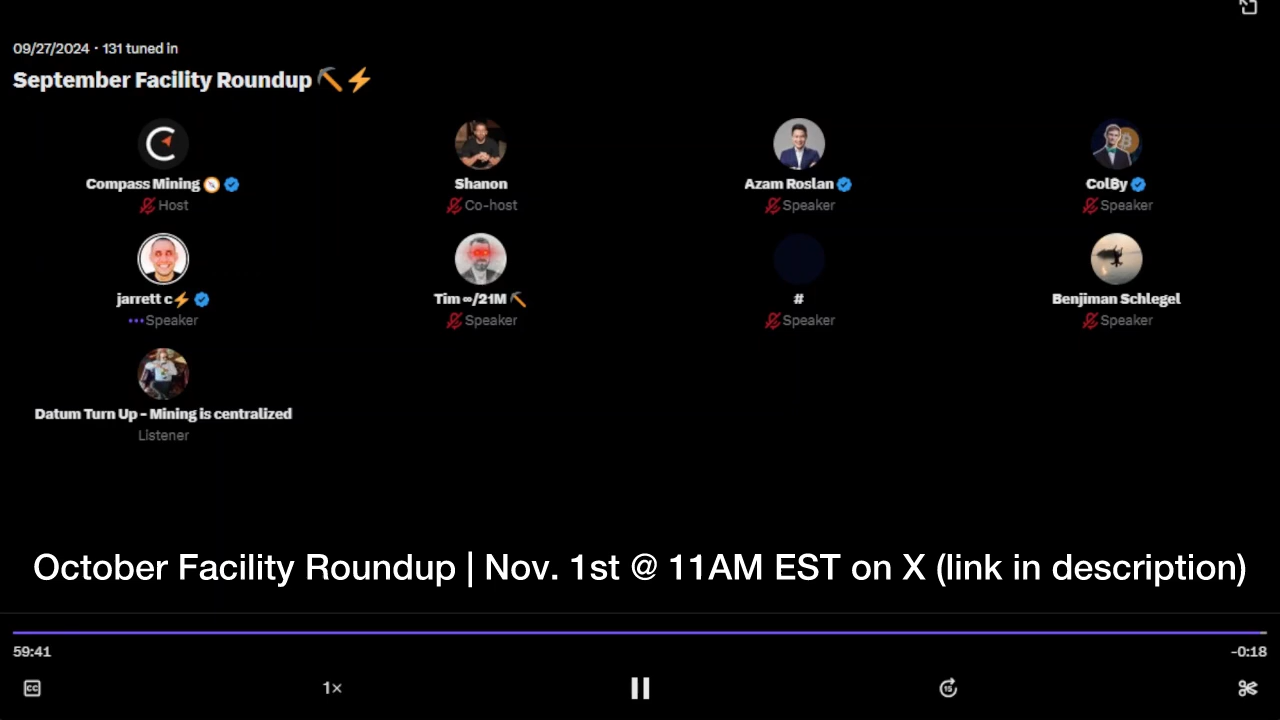 09/27/2024 · 131 tuned in
September Facility Roundup ⛏️⚡
Compass Mining 🧭
Host
Shanon
Co-host
Azam Roslan
Speaker
ColBy
Speaker
jarrett c⚡
Speaker
Tim ∞/21M ⛏️
Speaker
#
Speaker
Benjiman Schlegel
Speaker
Datum Turn Up - Mining is centralized
Listener
October Facility Roundup | Nov. 1st @ 11AM EST on X (link in description)
59:41
-0:18
CC
1×
15